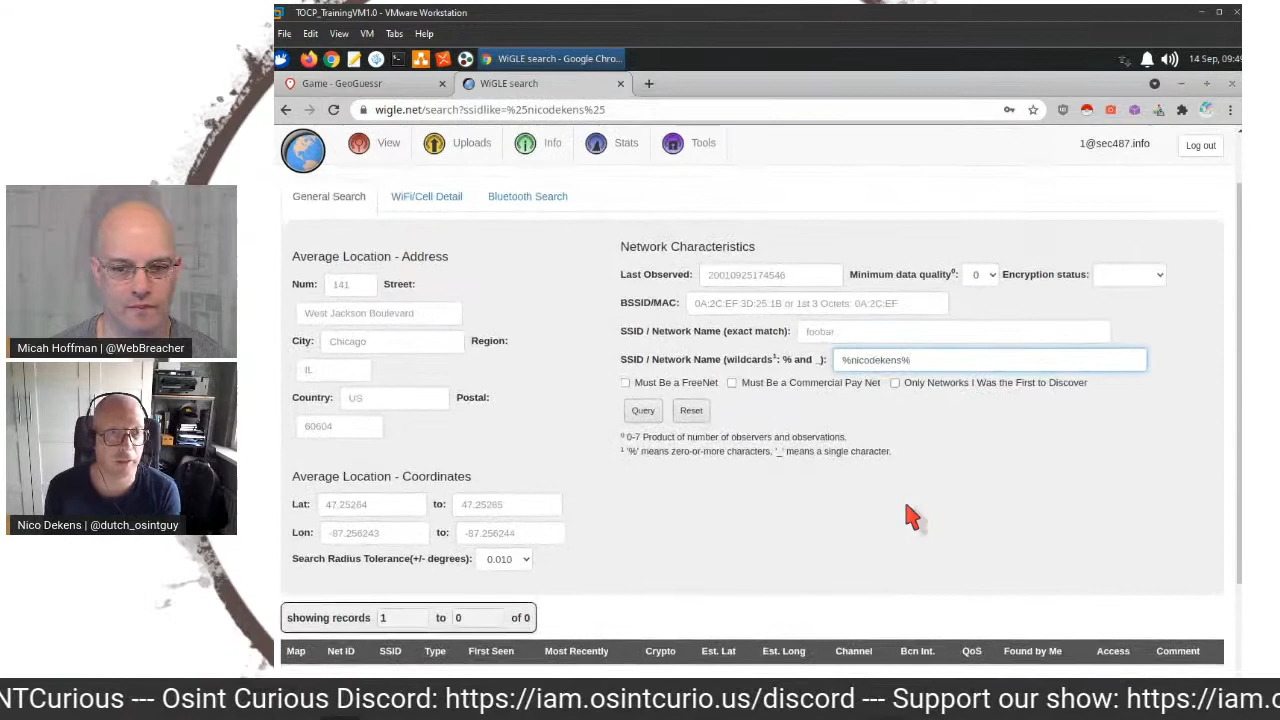 TOCP_TrainingVM1.0 - VMware Workstation
File Edit View VM Tabs Help
WiGLE search - Google Chro...
14 Sep, 09:4
Game - GeoGuessr
WiGLE search
wigle.net/search?ssidlike=%25nicodekens%25
View
Uploads
Info
Stats
Tools
1@sec487.info
Log out
General Search
WiFi/Cell Detail
Bluetooth Search
Average Location - Address
Num: 141 Street:
West Jackson Boulevard
City: Chicago Region:
IL
Country: US Postal:
60604
Average Location - Coordinates
Lat: 47.25264 to: 47.25265
Lon: -87.256243 to: -87.256244
Search Radius Tolerance(+/- degrees): 0.010
Network Characteristics
Last Observed: 20010925174546 Minimum data quality⁰: 0 Encryption status:
BSSID/MAC: 0A:2C:EF:3D:25:1B or 1st 3 Octets: 0A:2C:EF
SSID / Network Name (exact match): foobar
SSID / Network Name (wildcards¹: % and _): %nicodekens%
Must Be a FreeNet Must Be a Commercial Pay Net Only Networks I Was the First to Discover
Query Reset
⁰ 0-7 Product of number of observers and observations.
¹ '%' means zero-or-more characters, '_' means a single character.
showing records 1 to 0 of 0
Map Net ID SSID Type First Seen Most Recently Crypto Est. Lat Est. Long Channel Bcn Int. QoS Found by Me Access Comment
Micah Hoffman | @WebBreacher
Nico Dekens | @dutch_osintguy
NTCurious --- Osint Curious Discord: https://iam.osintcurio.us/discord --- Support our show: https://iam.o